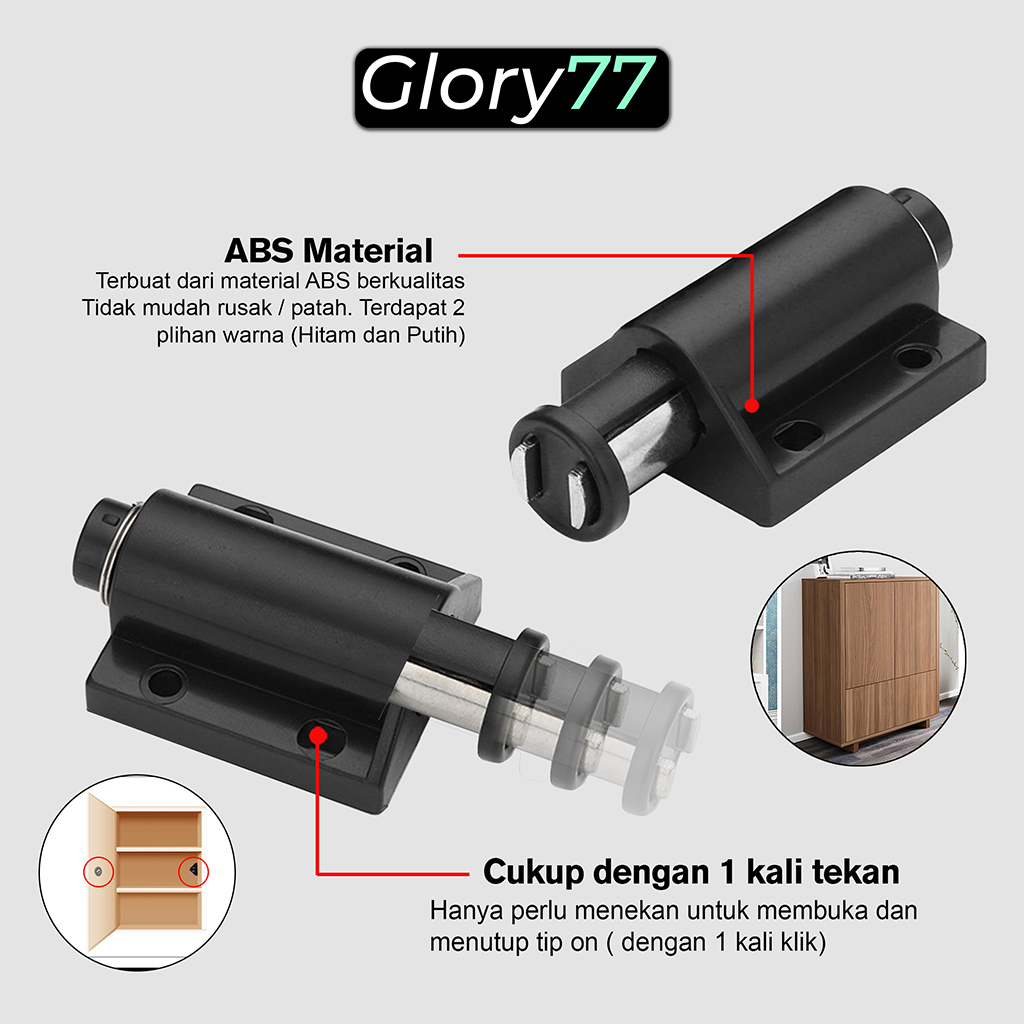 Glory77
ABS Material
Terbuat dari material ABS berkualitas
Tidak mudah rusak / patah. Terdapat 2
plihan warna (Hitam dan Putih)
Cukup dengan 1 kali tekan
Hanya perlu menekan untuk membuka dan
menutup tip on ( dengan 1 kali klik)